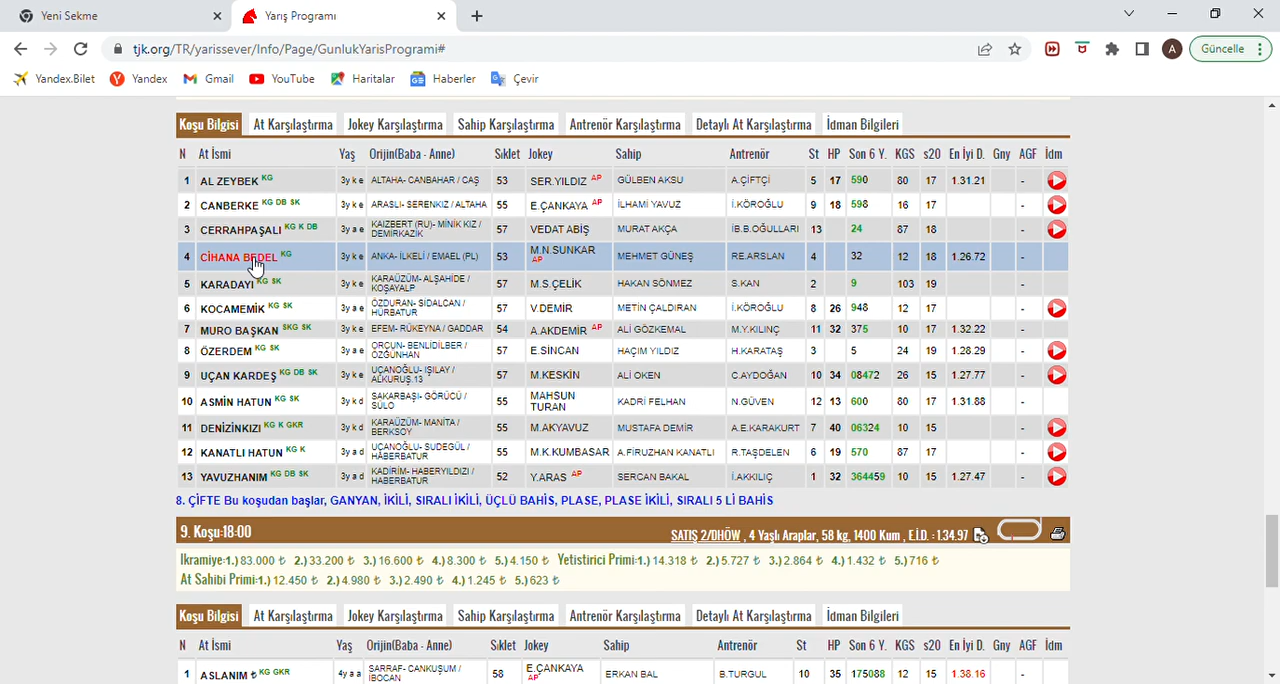 Yeni Sekme
Yarış Programı
tjk.org/TR/yarissever/Info/Page/GunlukYarisProgrami#
A
Güncelle
Yandex.Bilet Yandex Gmail YouTube Haritalar Haberler Çevir
Koşu Bilgisi At Karşılaştırma Jokey Karşılaştırma Sahip Karşılaştırma Antrenör Karşılaştırma Detaylı At Karşılaştırma İdman Bilgileri
N At İsmi Yaş Orijin(Baba - Anne) Sıklet Jokey Sahip Antrenör St HP Son 6 Y. KGS s20 En İyi D. Gny AGF İdm
1 AL ZEYBEK KG 3y k e ALTAHA- CANBAHAR / CAŞ 53 SER.YILDIZ AP GÜLBEN AKSU A.ÇİFTÇİ 5 17 590 80 17 1.31.21 -
2 CANBERKE KG DB SK 3y k e ARASLI- SERENKIZ / ALTAHA 55 E.ÇANKAYA AP İLHAMİ YAVUZ İ.KÖROĞLU 9 18 598 16 17 -
3 CERRAHPAŞALI KG K DB 3y a e KAIZBERT (RU)- MİNİK KIZ / DEMİRKAZIK 57 VEDAT ABİŞ MURAT AKÇA İB.B.OĞULLARI 13 24 87 18 -
4 CİHANA BEDEL KG 3y k e ANKA- İLKELİ / EMAEL (PL) 53 M.N.SUNKAR AP MEHMET GÜNEŞ RE.ARSLAN 4 32 12 18 1.26.72 -
5 KARADAYI KG SK 3y k e KARAÜZÜM- ALŞAHİDE / KOŞAYALP 57 M.S.ÇELİK HAKAN SÖNMEZ S.KAN 2 9 103 19 -
6 KOCAMEMİK KG SK 3y a e ÖZDURAN- SİDALCAN / HÜRBATUR 57 V.DEMİR METİN ÇALDIRAN İ.KÖROĞLU 8 26 948 12 17 -
7 MURO BAŞKAN SKG SK 3y k e EFEM- RÜKEYNA / GADDAR 54 A.AKDEMİR AP ALİ GÖZKEMAL M.Y.KILINÇ 11 32 375 10 17 1.32.22 -
8 ÖZERDEM KG SK 3y a e ORÇUN- BENLİDİLBER / ÖZGÜNHAN 57 E.SİNCAN HAÇIM YILDIZ H.KARATAŞ 3 5 24 19 1.28.29 -
9 UÇAN KARDEŞ KG DB SK 3y k e UÇANOĞLU- IŞILAY / ALKURUŞ.13 57 M.KESKİN ALİ OKEN C.AYDOĞAN 10 34 08472 26 15 1.27.77 -
10 ASMİN HATUN KG SK 3y k d SAKARBAŞI- GÖRÜCÜ / SÜLO 55 MAHSUN TURAN KADRİ FELHAN N.GÜVEN 12 13 600 80 17 1.31.88 -
11 DENİZİNKIZI KG K GKR 3y k d KARAÜZÜM- MANİTA / BERKSOY 55 M.AKYAVUZ MUSTAFA DEMİR A.E.KARAKURT 7 40 06324 10 15 -
12 KANATLI HATUN KG K 3y a d UÇANOĞLU- SUDEGÜL / HABERBATUR 55 M.K.KUMBASAR A.FİRUZHAN KANATLI R.TAŞDELEN 6 19 570 87 17 -
13 YAVUZHANIM KG DB SK 3y a d KADİRİM- HABERYILDIZI / HABERBATUR 52 Y.ARAS AP SERCAN BAKAL İ.AKKILIÇ 1 32 364459 10 15 1.27.47 -
8. ÇİFTE Bu koşudan başlar, GANYAN, İKİLİ, SIRALI İKİLİ, ÜÇLÜ BAHİS, PLASE, PLASE İKİLİ, SIRALI 5 Lİ BAHİS
9. Koşu:18:00 SATIŞ 2/DHÖW , 4 Yaşlı Araplar, 58 kg, 1400 Kum , E.İ.D. : 1.34.97
Ikramiye:1.) 83.000 ₺ 2.) 33.200 ₺ 3.) 16.600 ₺ 4.) 8.300 ₺ 5.) 4.150 ₺ Yetistirici Primi:1.) 14.318 ₺ 2.) 5.727 ₺ 3.) 2.864 ₺ 4.) 1.432 ₺ 5.) 716 ₺
At Sahibi Primi:1.) 12.450 ₺ 2.) 4.980 ₺ 3.) 2.490 ₺ 4.) 1.245 ₺ 5.) 623 ₺
Koşu Bilgisi At Karşılaştırma Jokey Karşılaştırma Sahip Karşılaştırma Antrenör Karşılaştırma Detaylı At Karşılaştırma İdman Bilgileri
N At İsmi Yaş Orijin(Baba - Anne) Sıklet Jokey Sahip Antrenör St HP Son 6 Y. KGS s20 En İyi D. Gny AGF İdm
1 ASLANIM ₺ KG GKR 4y a a SARRAF- CANKUŞUM / İBOCAN 58 E.ÇANKAYA AP ERKAN BAL B.TURGUL 10 35 175088 12 15 1.38.16 -